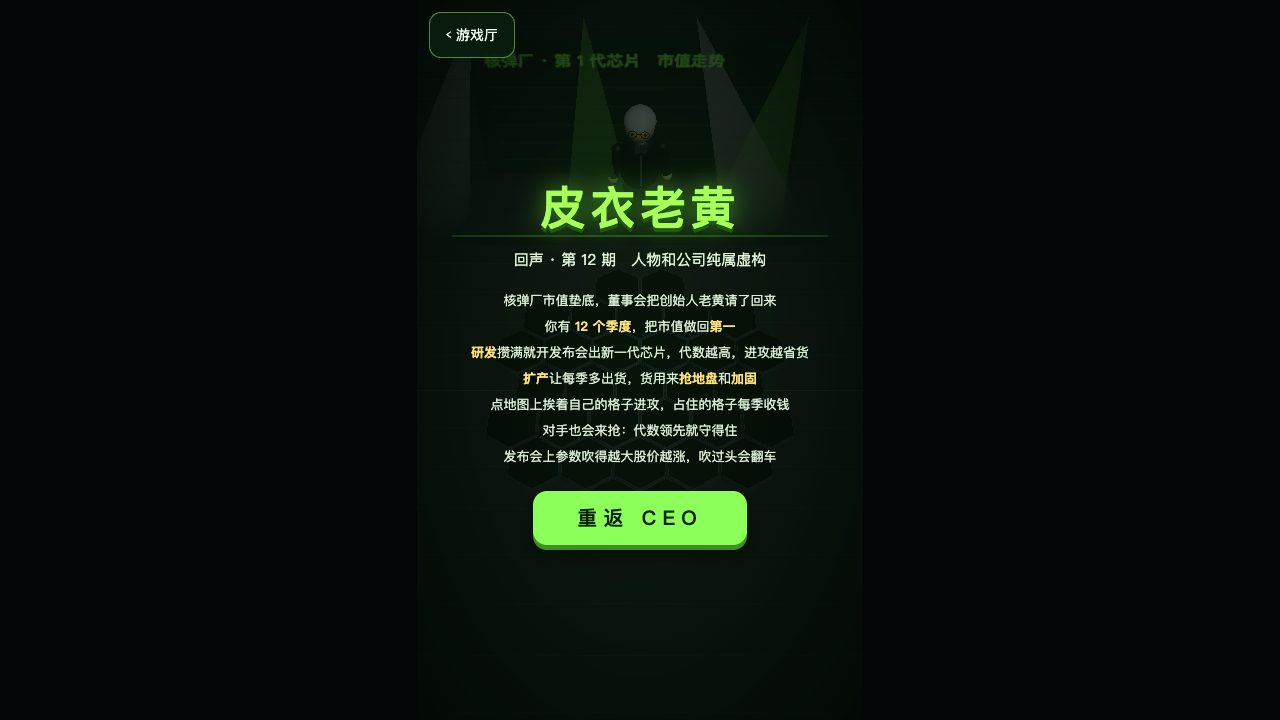 < 游戏厅
核弹厂 · 第 1 代芯片 市值走势
皮衣老黄
回声 · 第 12 期 人物和公司纯属虚构
核弹厂市值垫底，董事会把创始人老黄请了回来
你有 12 个季度，把市值做回第一
研发攒满就开发布会出新一代芯片，代数越高，进攻越省货
扩产让每季多出货，货用来抢地盘和加固
点地图上挨着自己的格子进攻，占住的格子每季收钱
对手也会来抢：代数领先就守得住
发布会上参数吹得越大股价越涨，吹过头会翻车
重返 CEO